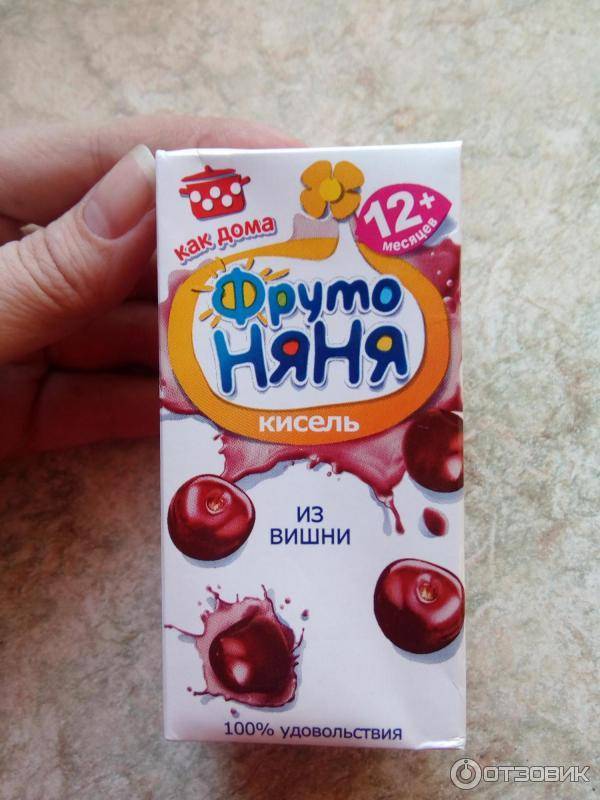 как дома
12+
месяцев
Фруто
НЯНЯ
КИСЕЛЬ
ИЗ
ВИШНИ
100% удовольствия
ОТЗОВИК